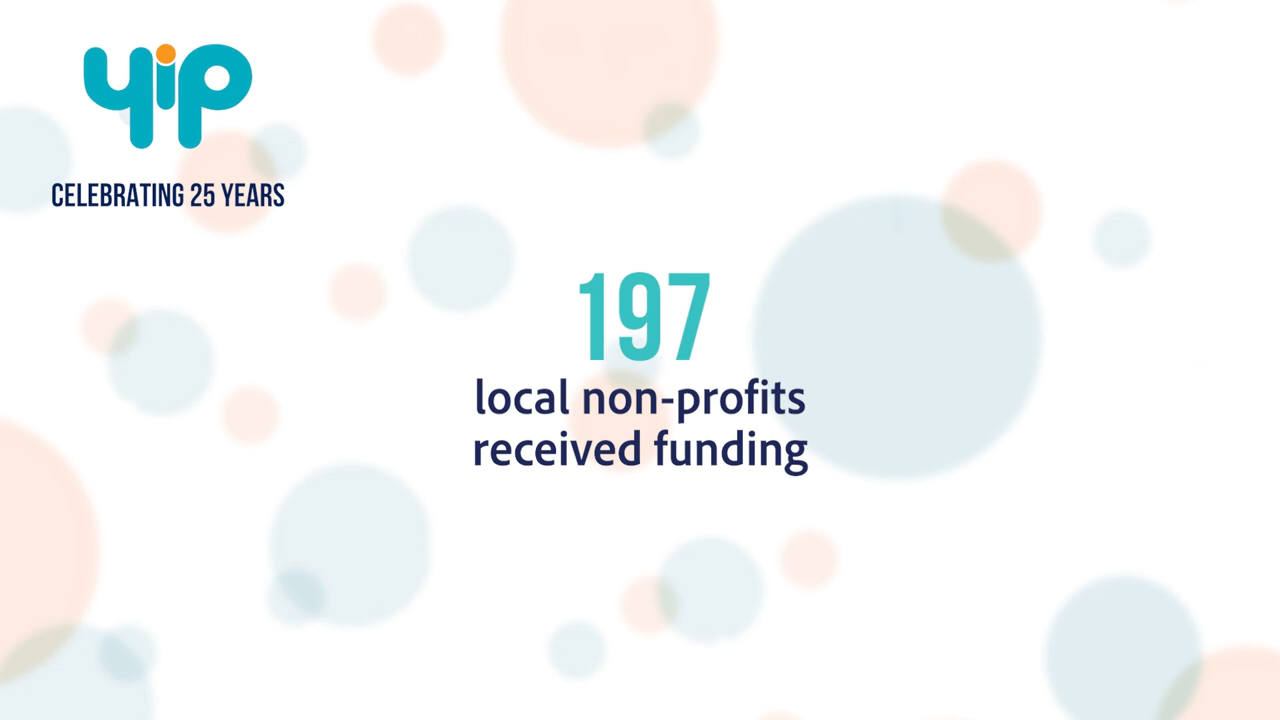 yip
CELEBRATING 25 YEARS
197
local non-profits
received funding